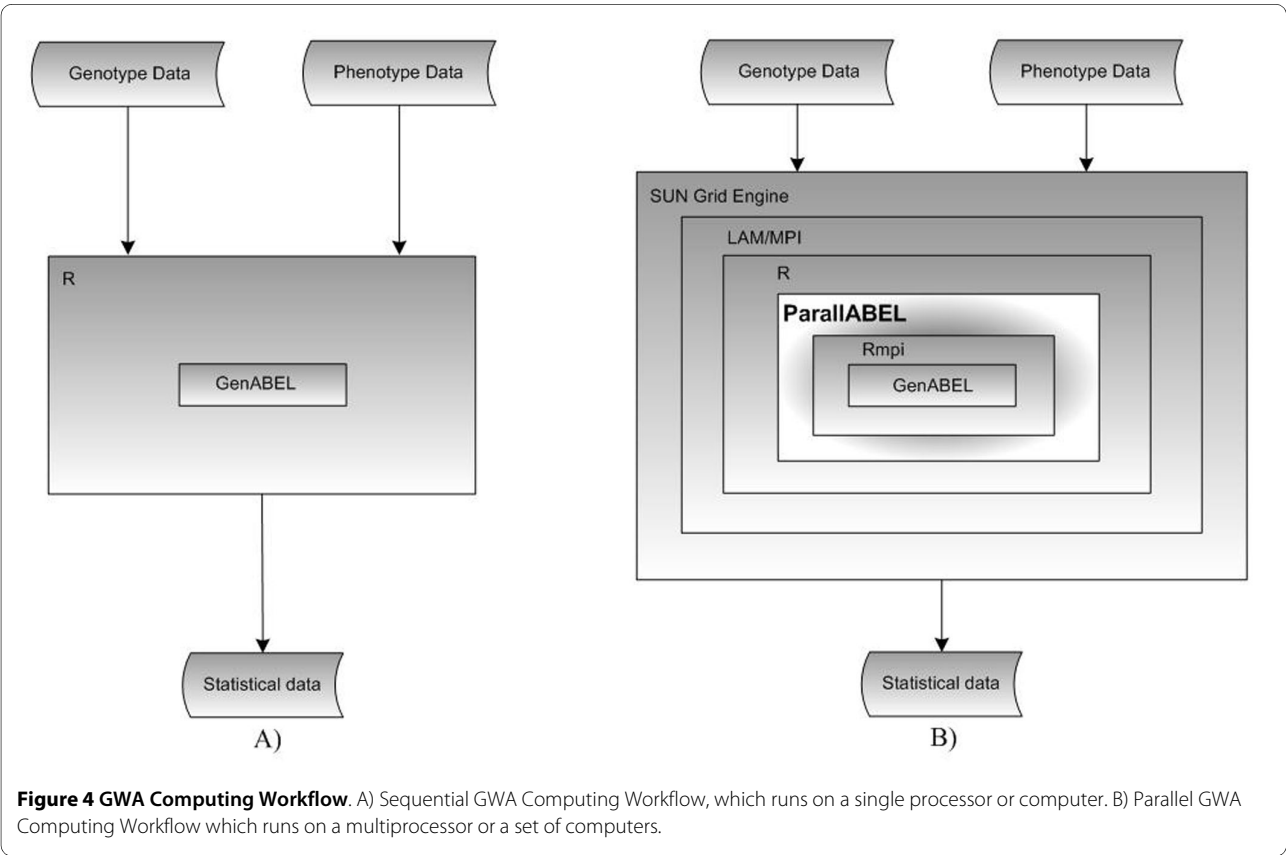 Genotype Data
Phenotype Data
R
GenABEL
Statistical data
A)
Genotype Data
Phenotype Data
SUN Grid Engine
LAM/MPI
R
ParallABEL
Rmpi
GenABEL
Statistical data
B)
Figure 4 GWA Computing Workflow. A) Sequential GWA Computing Workflow, which runs on a single processor or computer. B) Parallel GWA
Computing Workflow which runs on a multiprocessor or a set of computers.